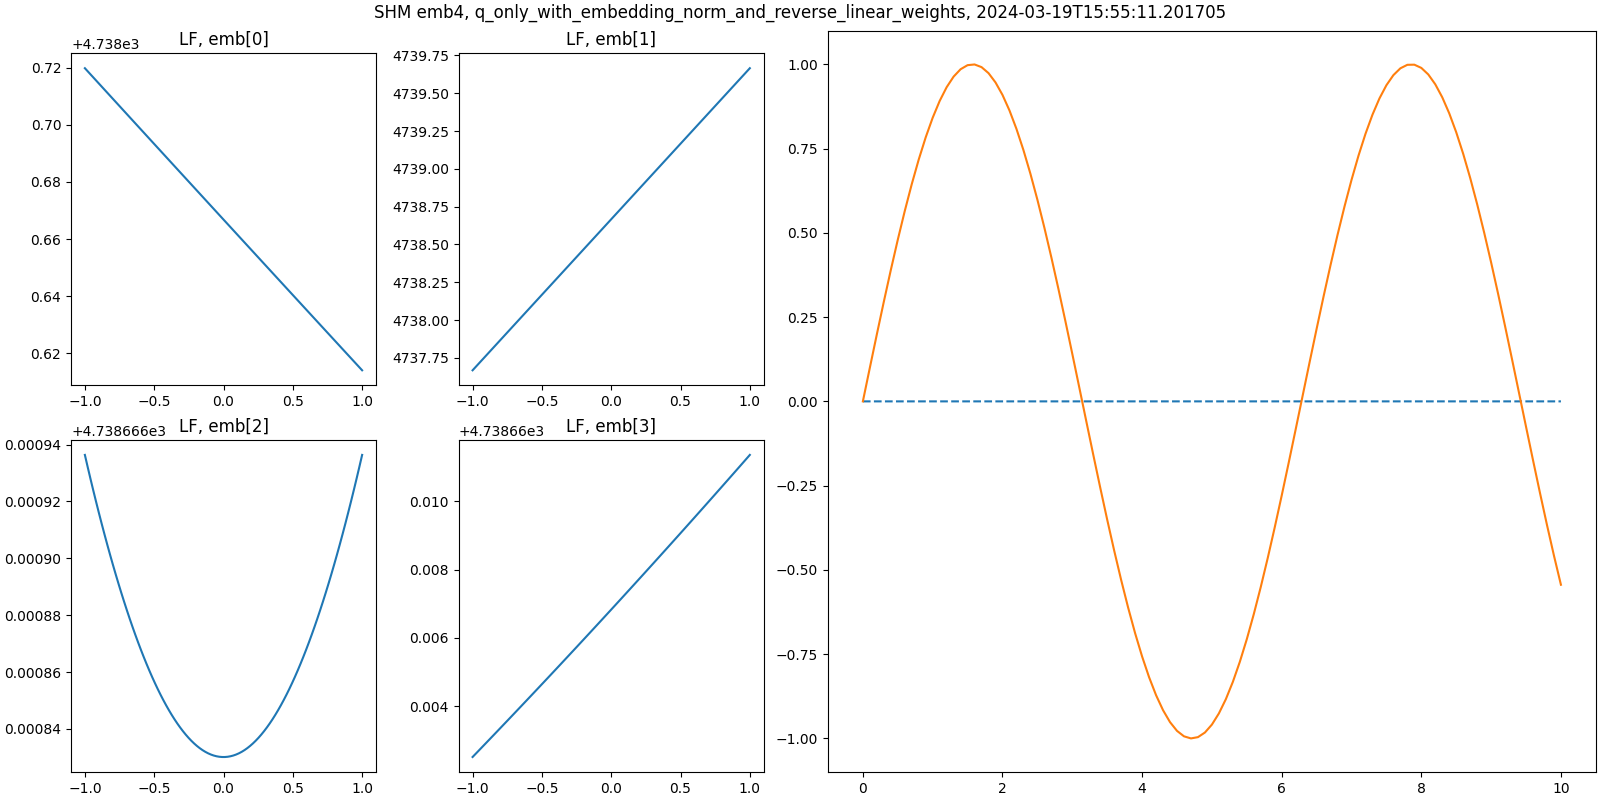 SHM emb4, q_only_with_embedding_norm_and_reverse_linear_weights, 2024-03-19T15:55:11.201705
LF, emb[0]
+4.738e3
0.72
0.70
0.68
0.66
0.64
0.62
−1.0 −0.5 0.0 0.5 1.0
LF, emb[1]
4739.75
4739.50
4739.25
4739.00
4738.75
4738.50
4738.25
4738.00
4737.75
−1.0 −0.5 0.0 0.5 1.0
LF, emb[2]
+4.738666e3
0.00094
0.00092
0.00090
0.00088
0.00086
0.00084
−1.0 −0.5 0.0 0.5 1.0
LF, emb[3]
+4.73866e3
0.010
0.008
0.006
0.004
−1.0 −0.5 0.0 0.5 1.0
1.00
0.75
0.50
0.25
0.00
−0.25
−0.50
−0.75
−1.00
0 2 4 6 8 10